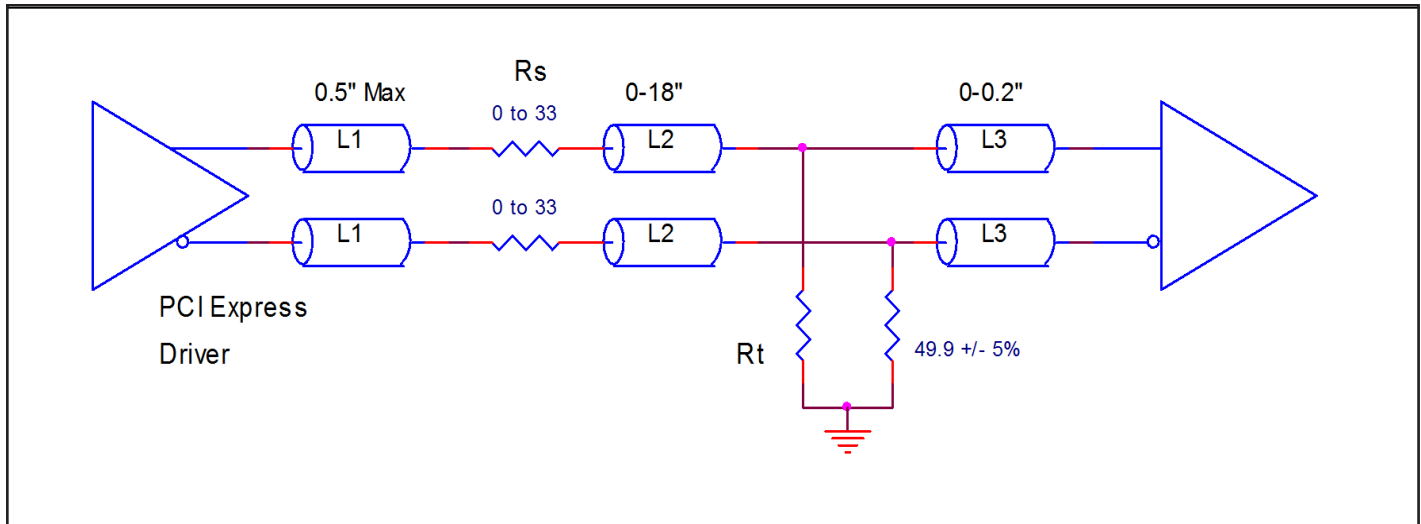 Rs
0.5" Max
0-18"
0-0.2"
0 to 33
L1
L2
L3
0 to 33
L1
L2
L3
PCI Express
Driver
Rt
49.9 +/- 5%